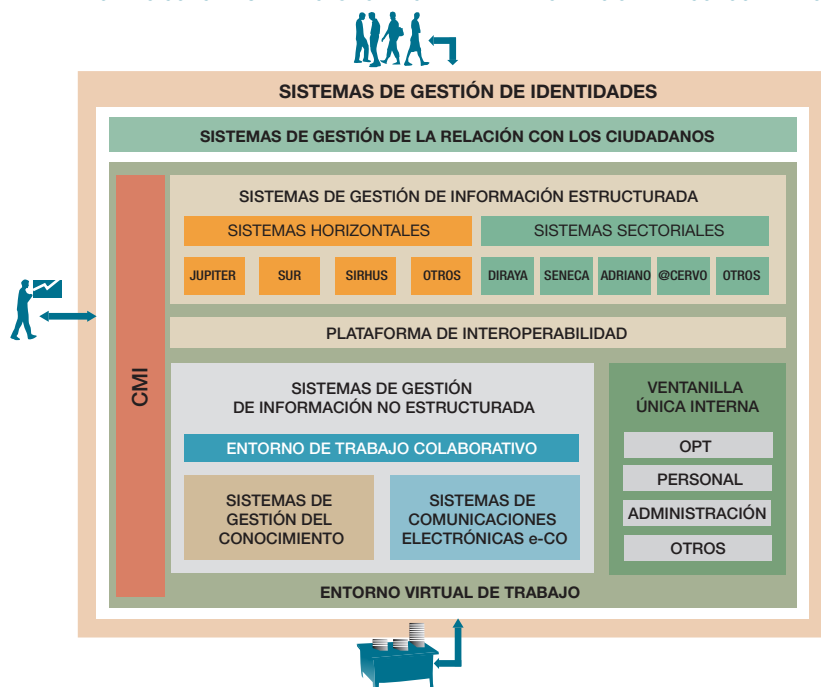 SISTEMAS DE GESTIÓN DE IDENTIDADES
SISTEMAS DE GESTIÓN DE LA RELACIÓN CON LOS CIUDADANOS
CMI
SISTEMAS DE GESTIÓN DE INFORMACIÓN ESTRUCTURADA
SISTEMAS HORIZONTALES
SISTEMAS SECTORIALES
JUPITER
SUR
SIRHUS
OTROS
DIRAYA
SENECA
ADRIANO
@CERVO
OTROS
PLATAFORMA DE INTEROPERABILIDAD
SISTEMAS DE GESTIÓN
DE INFORMACIÓN NO ESTRUCTURADA
ENTORNO DE TRABAJO COLABORATIVO
SISTEMAS DE
GESTIÓN DEL
CONOCIMIENTO
SISTEMAS DE
COMUNICACIONES
ELECTRÓNICAS e-CO
VENTANILLA
ÚNICA INTERNA
OPT
PERSONAL
ADMINISTRACIÓN
OTROS
ENTORNO VIRTUAL DE TRABAJO